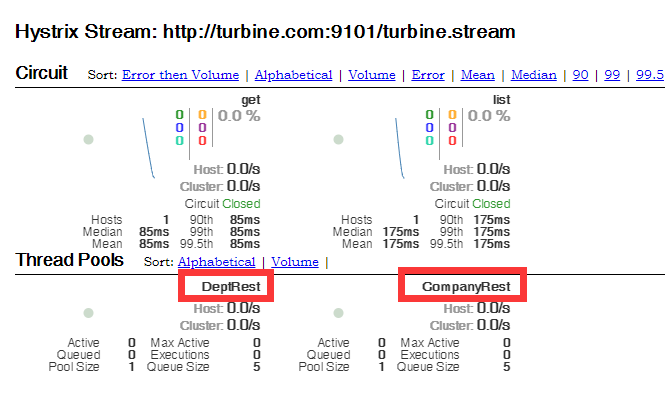 Hystrix Stream: http://turbine.com:9101/turbine.stream
Circuit Sort: Error then Volume | Alphabetical | Volume | Error | Mean | Median | 90 | 99 | 99.5
get list
0 0 0.0 % 0 0 0.0 %
0 0 0 0
0 0 0 0
Host: 0.0/s Host: 0.0/s
Cluster: 0.0/s Cluster: 0.0/s
Circuit Closed Circuit Closed
Hosts 1 90th 85ms Hosts 1 90th 175ms
Median 85ms 99th 85ms Median 175ms 99th 175ms
Mean 85ms 99.5th 85ms Mean 175ms 99.5th 175ms
Thread Pools Sort: Alphabetical | Volume |
DeptRest CompanyRest
Host: 0.0/s Host: 0.0/s
Cluster: 0.0/s Cluster: 0.0/s
Active 0 Max Active 0 Active 0 Max Active 0
Queued 0 Executions 0 Queued 0 Executions 0
Pool Size 1 Queue Size 5 Pool Size 1 Queue Size 5